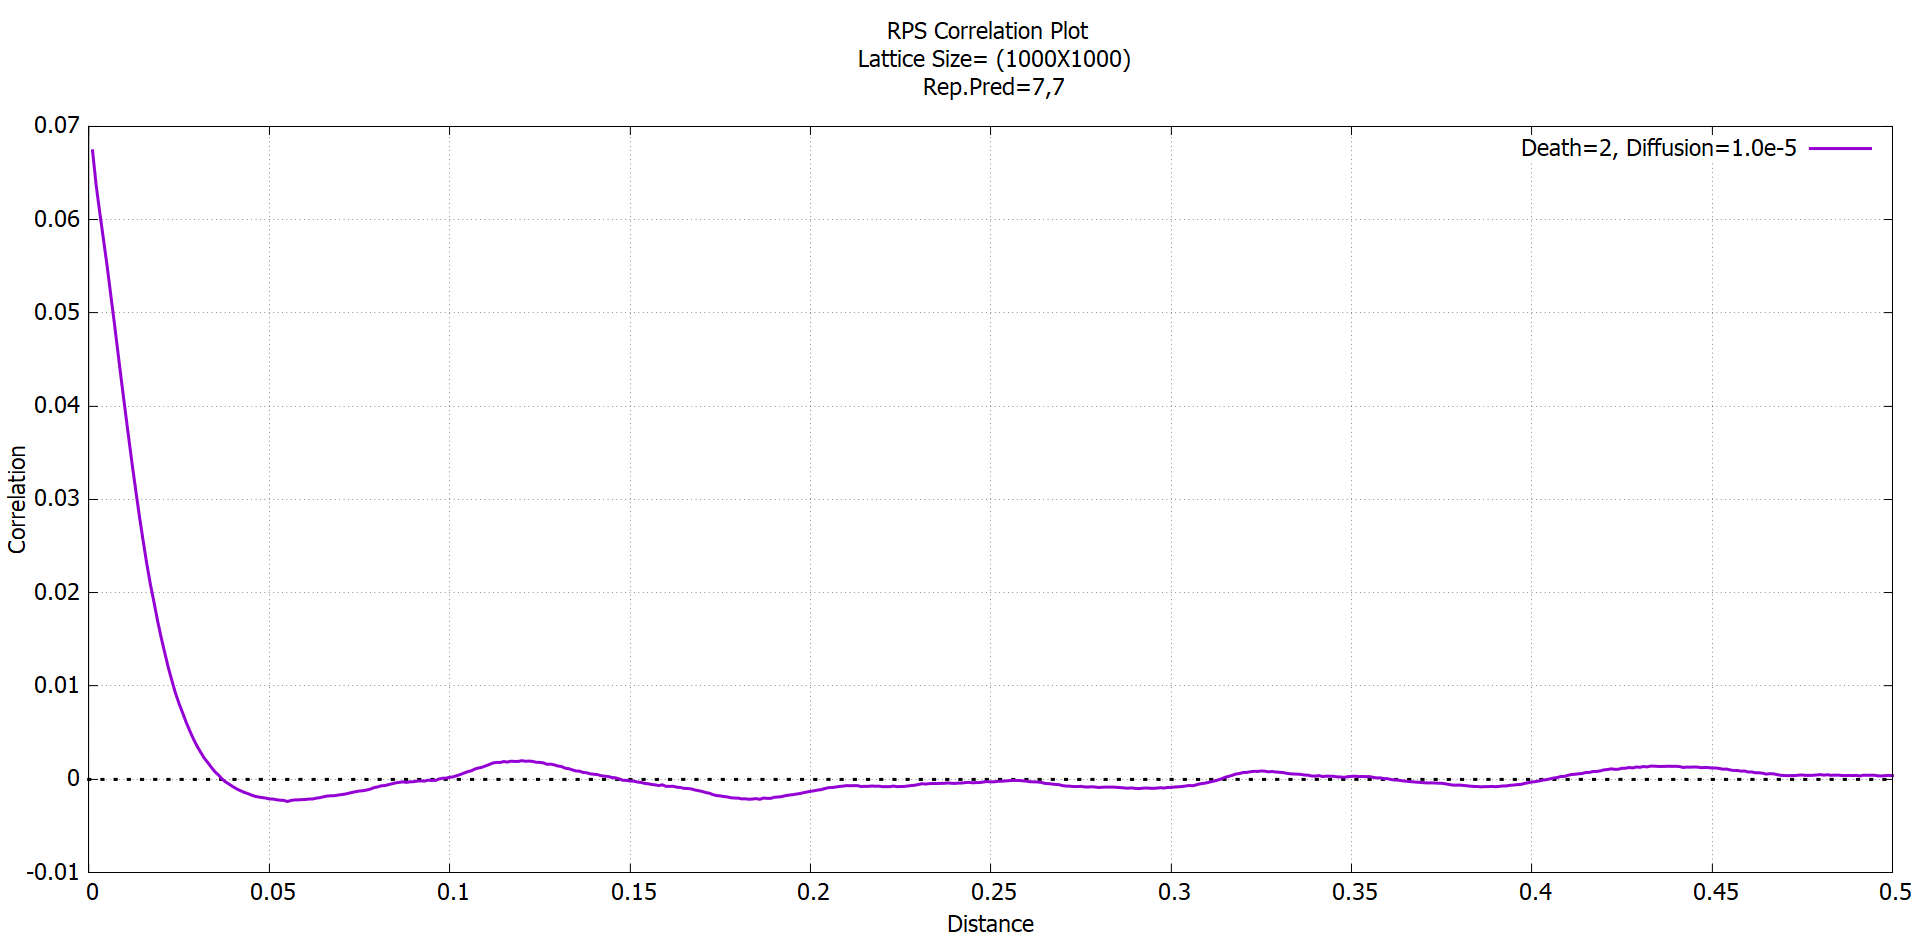 RPS Correlation Plot
Lattice Size= (1000X1000)
Rep.Pred=7,7
Death=2, Diffusion=1.0e-5
0.07
0.06
0.05
0.04
0.03
0.02
0.01
0
-0.01
Correlation
0 0.05 0.1 0.15 0.2 0.25 0.3 0.35 0.4 0.45 0.5
Distance